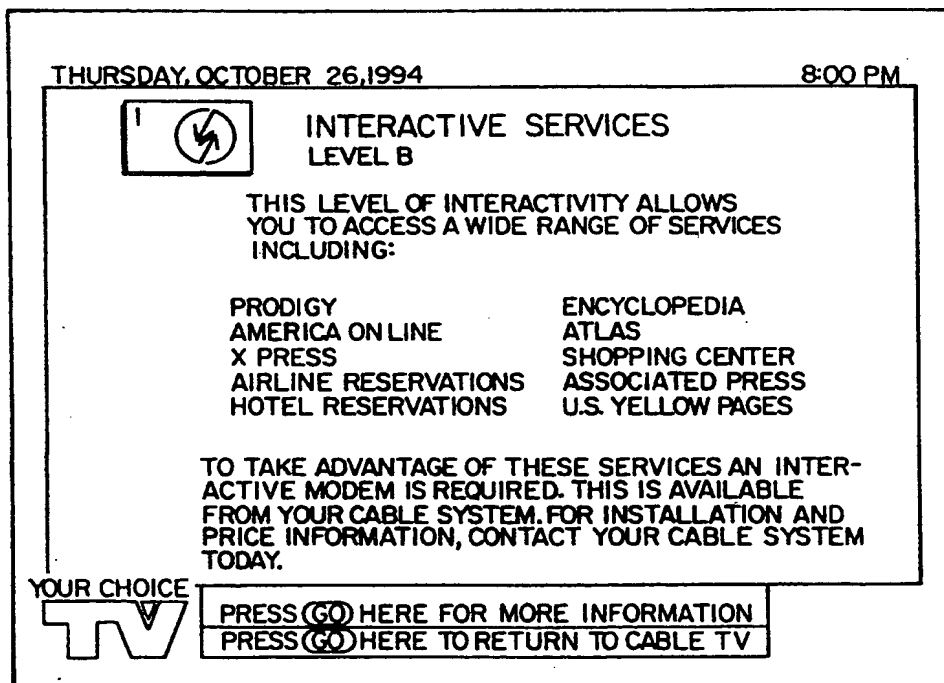 THURSDAY, OCTOBER 26,1994 8:00 PM
1
INTERACTIVE SERVICES
LEVEL B
THIS LEVEL OF INTERACTIVITY ALLOWS
YOU TO ACCESS A WIDE RANGE OF SERVICES
INCLUDING:
PRODIGY ENCYCLOPEDIA
AMERICA ON LINE ATLAS
X PRESS SHOPPING CENTER
AIRLINE RESERVATIONS ASSOCIATED PRESS
HOTEL RESERVATIONS U.S. YELLOW PAGES
TO TAKE ADVANTAGE OF THESE SERVICES AN INTER-
ACTIVE MODEM IS REQUIRED. THIS IS AVAILABLE
FROM YOUR CABLE SYSTEM. FOR INSTALLATION AND
PRICE INFORMATION, CONTACT YOUR CABLE SYSTEM
TODAY.
YOUR CHOICE
TV
PRESS GO HERE FOR MORE INFORMATION
PRESS GO HERE TO RETURN TO CABLE TV